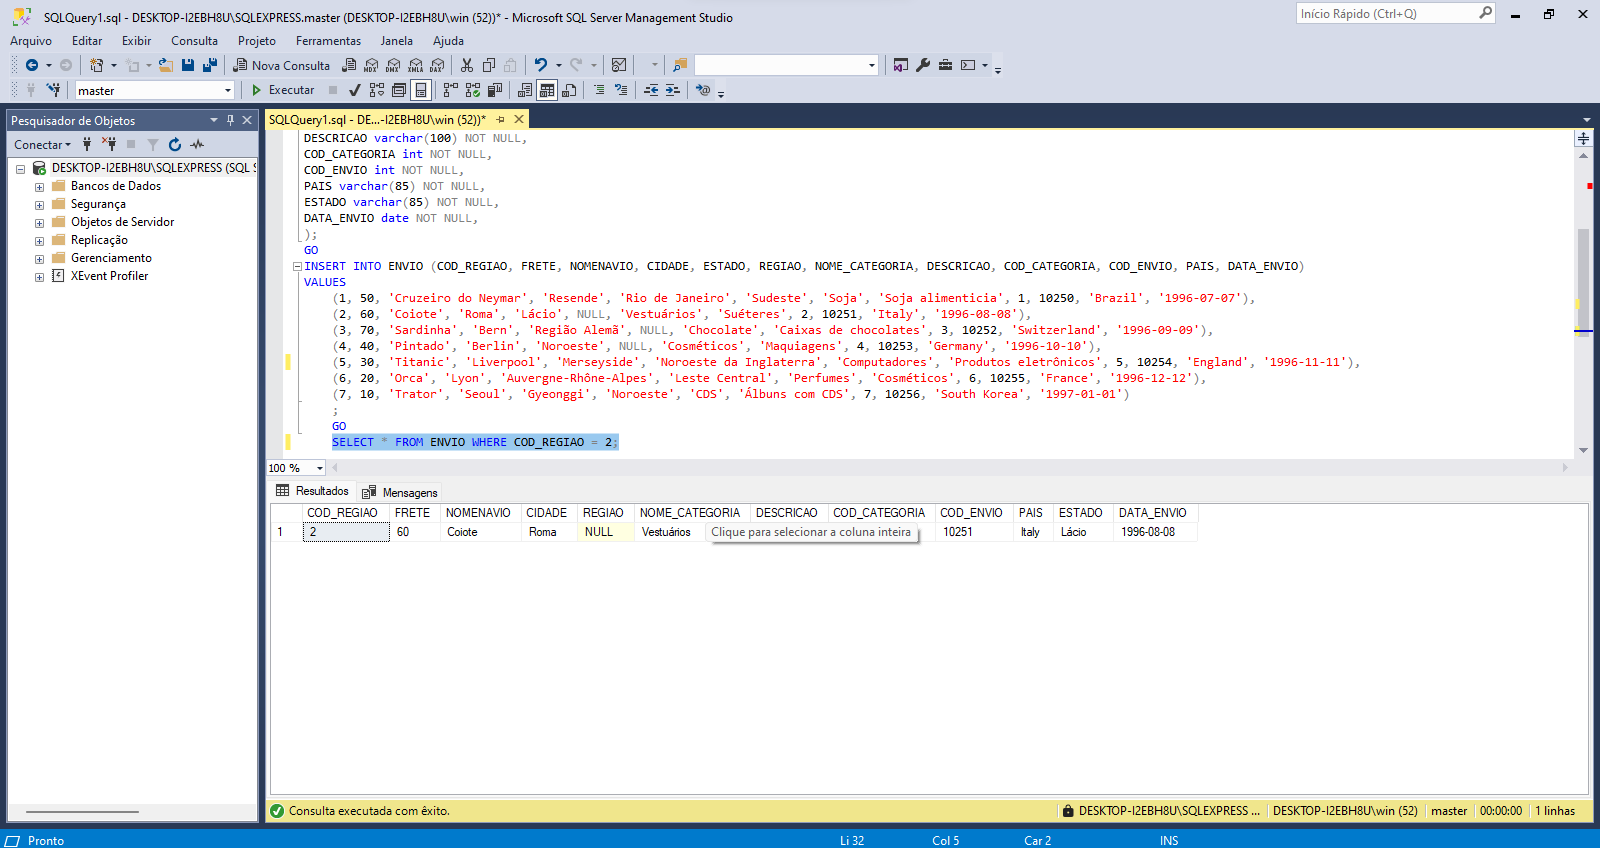 SQLQuery1.sql - DESKTOP-I2EBH8U\SQLEXPRESS.master (DESKTOP-I2EBH8U\win (52))* - Microsoft SQL Server Management Studio
Início Rápido (Ctrl+Q)
Arquivo Editar Exibir Consulta Projeto Ferramentas Janela Ajuda
Nova Consulta MDX DMX XMLA DAX
master Executar
Pesquisador de Objetos
Conectar
DESKTOP-I2EBH8U\SQLEXPRESS (SQL S
Bancos de Dados
Segurança
Objetos de Servidor
Replicação
Gerenciamento
XEvent Profiler
SQLQuery1.sql - DE...-I2EBH8U\win (52))*
DESCRICAO varchar(100) NOT NULL,
COD_CATEGORIA int NOT NULL,
COD_ENVIO int NOT NULL,
PAIS varchar(85) NOT NULL,
ESTADO varchar(85) NOT NULL,
DATA_ENVIO date NOT NULL,
);
GO
INSERT INTO ENVIO (COD_REGIAO, FRETE, NOMENAVIO, CIDADE, ESTADO, REGIAO, NOME_CATEGORIA, DESCRICAO, COD_CATEGORIA, COD_ENVIO, PAIS, DATA_ENVIO)
VALUES
(1, 50, 'Cruzeiro do Neymar', 'Resende', 'Rio de Janeiro', 'Sudeste', 'Soja', 'Soja alimenticia', 1, 10250, 'Brazil', '1996-07-07'),
(2, 60, 'Coiote', 'Roma', 'Lácio', NULL, 'Vestuários', 'Suéteres', 2, 10251, 'Italy', '1996-08-08'),
(3, 70, 'Sardinha', 'Bern', 'Região Alemã', NULL, 'Chocolate', 'Caixas de chocolates', 3, 10252, 'Switzerland', '1996-09-09'),
(4, 40, 'Pintado', 'Berlin', 'Noroeste', NULL, 'Cosméticos', 'Maquiagens', 4, 10253, 'Germany', '1996-10-10'),
(5, 30, 'Titanic', 'Liverpool', 'Merseyside', 'Noroeste da Inglaterra', 'Computadores', 'Produtos eletrônicos', 5, 10254, 'England', '1996-11-11'),
(6, 20, 'Orca', 'Lyon', 'Auvergne-Rhône-Alpes', 'Leste Central', 'Perfumes', 'Cosméticos', 6, 10255, 'France', '1996-12-12'),
(7, 10, 'Trator', 'Seoul', 'Gyeonggi', 'Noroeste', 'CDS', 'Álbuns com CDS', 7, 10256, 'South Korea', '1997-01-01')
;
GO
SELECT * FROM ENVIO WHERE COD_REGIAO = 2;
100 %
Resultados Mensagens
COD_REGIAO FRETE NOMENAVIO CIDADE REGIAO NOME_CATEGORIA DESCRICAO COD_CATEGORIA COD_ENVIO PAIS ESTADO DATA_ENVIO
1 2 60 Coiote Roma NULL Vestuários Clique para selecionar a coluna inteira 10251 Italy Lácio 1996-08-08
Consulta executada com êxito. DESKTOP-I2EBH8U\SQLEXPRESS ... DESKTOP-I2EBH8U\win (52) master 00:00:00 1 linhas
Pronto Li 32 Col 5 Car 2 INS